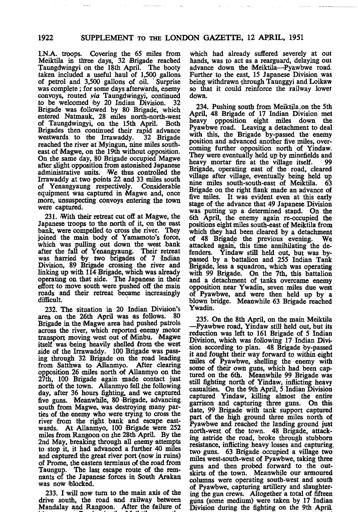 1922 SUPPLEMENT TO THE LONDON GAZETTE, 12 APRIL, 1951
I.N.A. troops. Covering the 65 miles from
Meiktila in three days, 32 Brigade reached
Taungdwingyi on the 18th April. The booty
taken included a useful haul of 1,500 gallons
of petrol and 3,500 gallons of oil. Surprise
was complete; for some days afterwards, enemy
convoys, routed via Taungdwingyi, continued
to be welcomed by 20 Indian Division. 32
Brigade was followed by 80 Brigade, which
entered Natmauk, 28 miles north-north-west
of Taungdwingyi, on the 15th April. Both
Brigades then continued their rapid advance
westwards to the Irrawaddy. 32 Brigade
reached the river at Myingun, nine miles south-
east of Magwe, on the 19th without opposition.
On the same day, 80 Brigade occupied Magwe
after slight opposition from astonished Japanese
administrative units. We thus controlled the
Irrawaddy at two points 22 and 33 miles south
of Yenangyaung respectively. Considerable
equipment was captured in Magwe and, once
more, unsuspecting convoys entering the town
were captured.
231. With their retreat cut off at Magwe, the
Japanese troops to the north of it, on the east
bank, were compelled to cross the river. They
joined the main body of Yamamoto's force,
which was pulling out down the west bank
after the fall of Yenangyaung. Their retreat
was harried by two brigades of 7 Indian
Division, 89 Brigade crossing the river and
linking up with 114 Brigade, which was already
operating on that side. The Japanese in their
effort to move south were pushed off the main
roads and their retreat became increasingly
difficult.
232. The situation in 20 Indian Division's
area on the 26th April was as follows. 80
Brigade in the Magwe area had pushed patrols
across the river, which reported enemy motor
transport moving west out of Minbu. Magwe
itself was being heavily shelled from the west
side of the Irrawaddy. 100 Brigade was pass-
ing through 32 Brigade on the road leading
from Sathwa to Allanmyo. After clearing
opposition 26 miles north of Allanmyo on the
27th, 100 Brigade again made contact just
north of the town. Allanmyo fell the following
day, after 36 hours fighting, and we captured
five guns. Meanwhile, 80 Brigade, advancing
south from Magwe, was destroying many par-
ties of the enemy who were trying to cross the
river from the right bank and escape east-
wards. At Allanmyo, 100 Brigade were 252
miles from Rangoon on the 28th April. By the
2nd May, breaking through all enemy attempts
to stop it, it had advanced a further 40 miles
and captured the great river port (now in ruins)
of Prome, the eastern terminus of the road from
Taungup. The last escape route of the rem-
nants of the Japanese forces in South Arakan
was now blocked.
233. I will now turn to the main axis of the
drive south, the road and railway between
Mandalay and Rangoon. After the failure of
which had already suffered severely at out
hands, was to act as a rearguard, delaying our
advance down the Meiktila—Pyawbwe road.
Further to the east, 15 Japanese Division was
being withdrawn through Taunggyi and Loikaw
so that it could reinforce the railway lower
down.
234. Pushing south from Meiktila on the 5th
April, 48 Brigade of 17 Indian Division met
heavy opposition eight miles down the
Pyawbwe road. Leaving a detachment to deal
with this, the Brigade by-passed the enemy
position and advanced another five miles, over-
coming further opposition north of Yindaw.
They were eventually held up by minefields and
heavy mortar fire at the village itself. 99
Brigade, operating east of the road, cleared
village after village, eventually being held up
nine miles south-south-east of Meiktila. 63
Brigade on the right flank made an advance of
five miles. It was evident even at this early
stage of the advance that 49 Japanese Division
was putting up a determined stand. On the
6th April, the enemy again re-occupied the
positions eight miles south-east of Meiktila from
which they had been cleared by a detachment
of 48 Brigade the previous evening. We
attacked again, this time annihilating the de-
fenders. Yindaw still held out, but was by-
passed by a battalion and 255 Indian Tank
Brigade, less a squadron, which was operating
with 99 Brigade. On the 7th, this battalion
and a detachment of tanks overcame enemy
opposition near Ywadin, seven miles due west
of Pyawbwe, and were then held up by a
blown bridge. Meanwhile 63 Brigade reached
Ywadin.
235. On the 8th April, on the main Meiktila
—Pyawbwe road, Yindaw still held out, but its
reduction was left to 161 Brigade of 5 Indian
Division, which was following 17 Indian Divi-
sion according to plan. 48 Brigade by-passed
it and fought their way forward to within eight
miles of Pyawbwe, shelling the enemy with
some of their own guns, which had been cap-
tured on the 6th. Meanwhile 99 Brigade was
still fighting north of Yindaw, inflicting heavy
casualties. On the 9th April, 5 Indian Division
captured Yindaw, killing almost the entire
garrison and capturing three guns. On this
date, 99 Brigade with tank support captured
part of the high ground three miles north of
Pyawbwe and reached the landing ground just
north-west of the town. 48 Brigade, attack-
ing astride the road, broke through stubborn
resistance, inflicting heavy losses and capturing
two guns. 63 Brigade occupied a village two
miles west-south-west of Pyawbwe, taking three
guns and then probed forward to the out-
skirts of the town. Meanwhile our armoured
columns were operating south-west and south
of Pyawbwe, capturing artillery and slaughter-
ing the gun crews. Altogether a total of fifteen
guns (some medium) were taken by 17 Indian
Division during the fighting on the 9th April